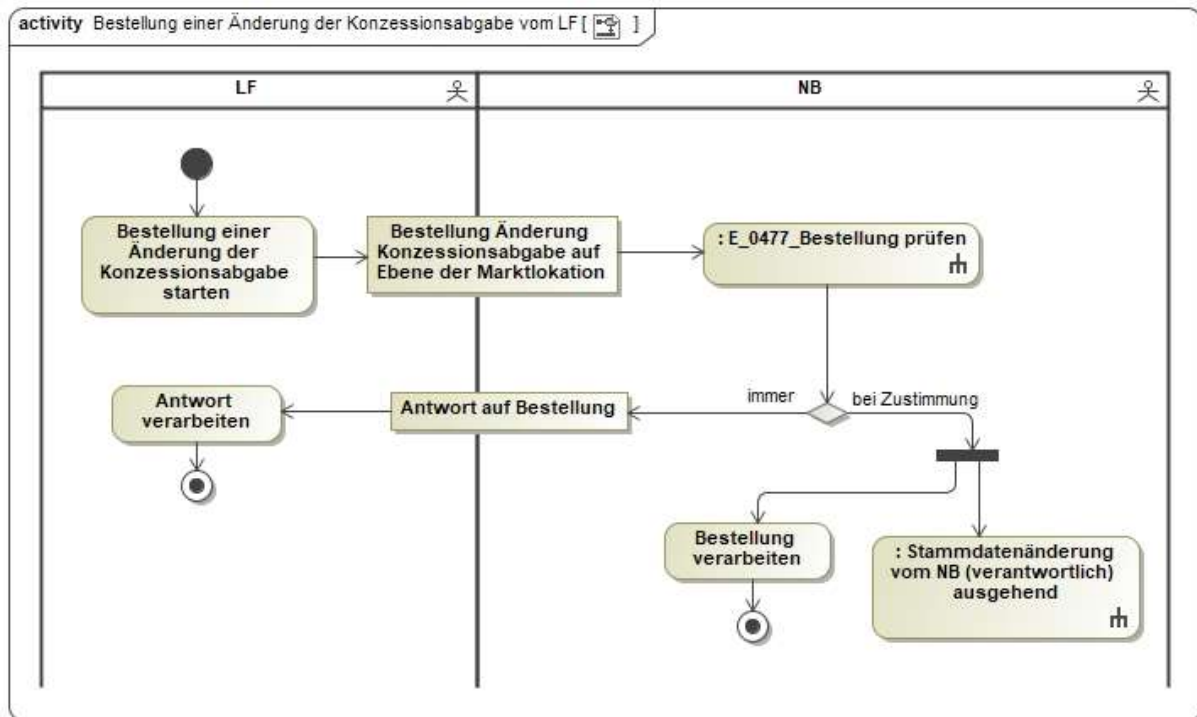 activity Bestellung einer Änderung der Konzessionsabgabe vom LF [ ]
LF
NB
Bestellung einer
Änderung der
Konzessionsabgabe
starten
Bestellung Änderung
Konzessionsabgabe auf
Ebene der Marktlokation
: E_0477_Bestellung prüfen
Antwort
verarbeiten
Antwort auf Bestellung
immer
bei Zustimmung
Bestellung
verarbeiten
: Stammdatenänderung
vom NB (verantwortlich)
ausgehend